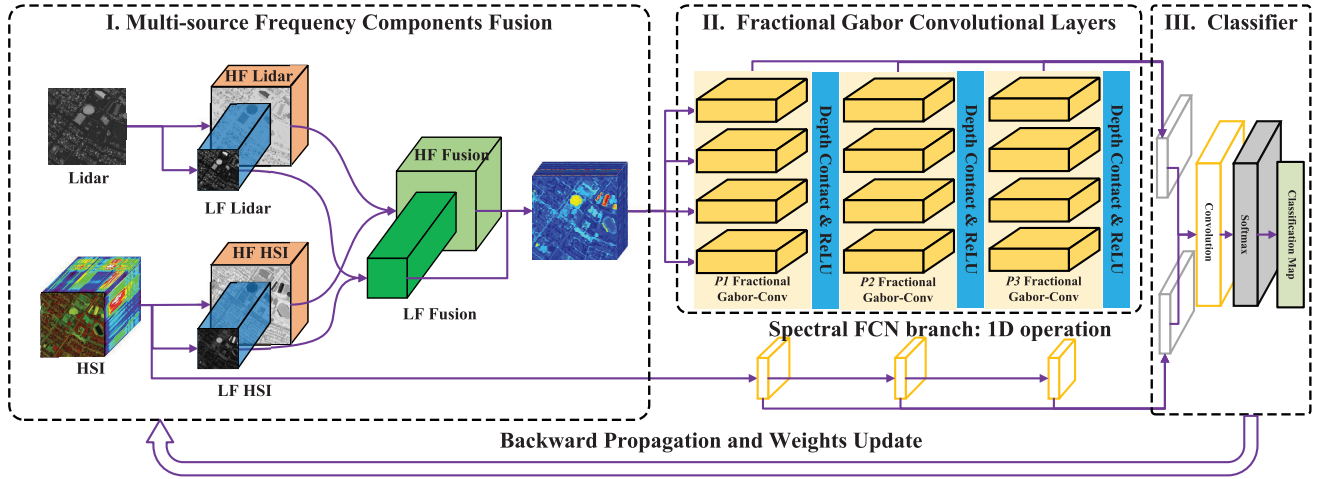 I. Multi-source Frequency Components Fusion
HF Lidar
Lidar
LF Lidar
HF HSI
HSI
LF HSI
HF Fusion
LF Fusion
II. Fractional Gabor Convolutional Layers
Depth Contact & ReLU
Depth Contact & ReLU
Depth Contact & ReLU
P1 Fractional
Gabor-Conv
P2 Fractional
Gabor-Conv
P3 Fractional
Gabor-Conv
Spectral FCN branch: 1D operation
III. Classifier
Convolution
Softmax
Classification Map
Backward Propagation and Weights Update